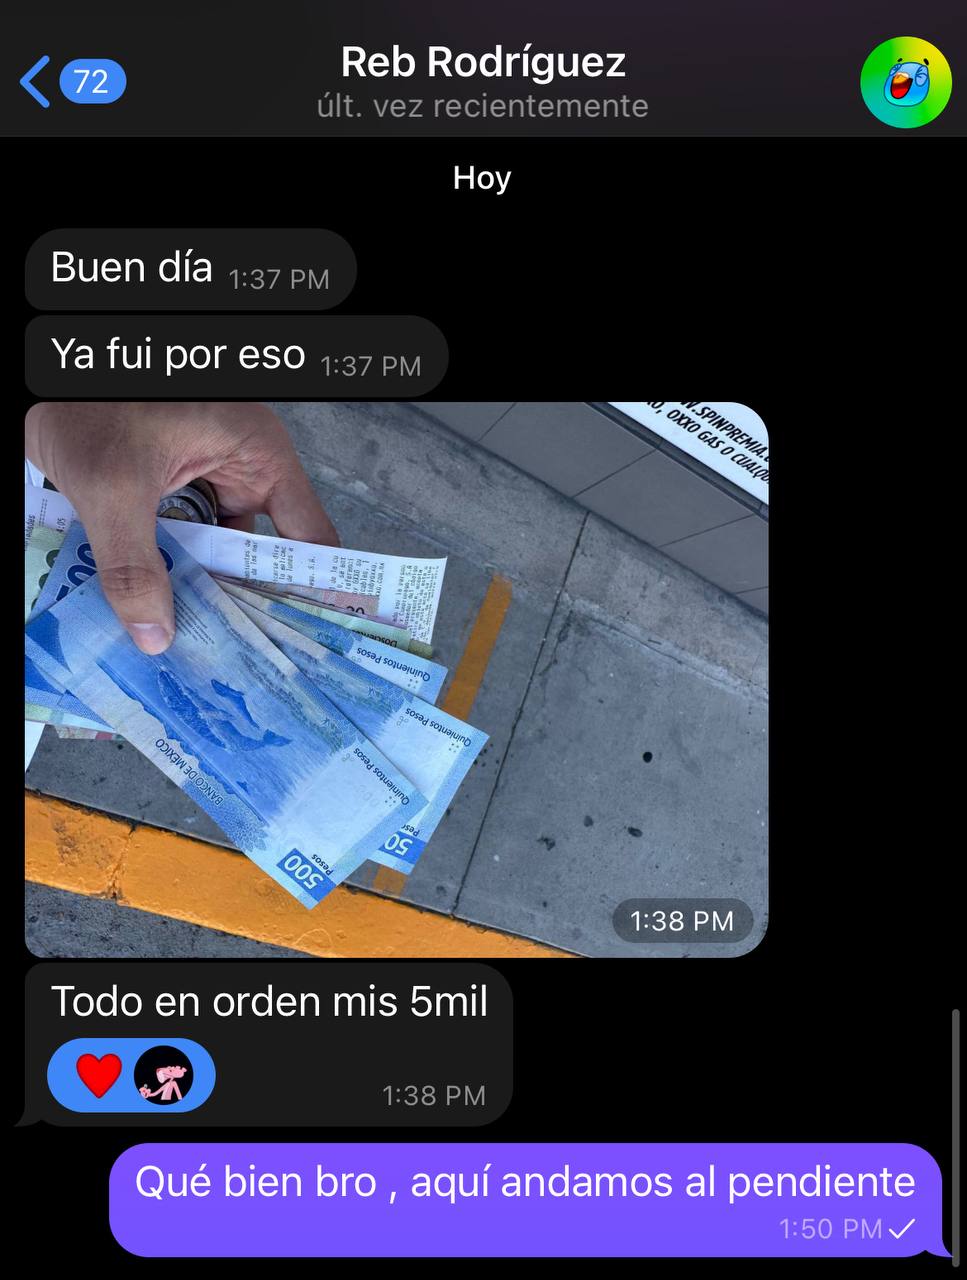 72
Reb Rodríguez
últ. vez recientemente
Hoy
Buen día 1:37 PM
Ya fui por eso 1:37 PM
.SPINPREMIA.
OXXO GAS O
Quinientos Pesos
Quinientos Pesos
Quinientos Pesos
BANCO DE MÉXICO
500
Pesos
50
1:38 PM
Todo en orden mis 5mil
1:38 PM
Qué bien bro , aquí andamos al pendiente
1:50 PM